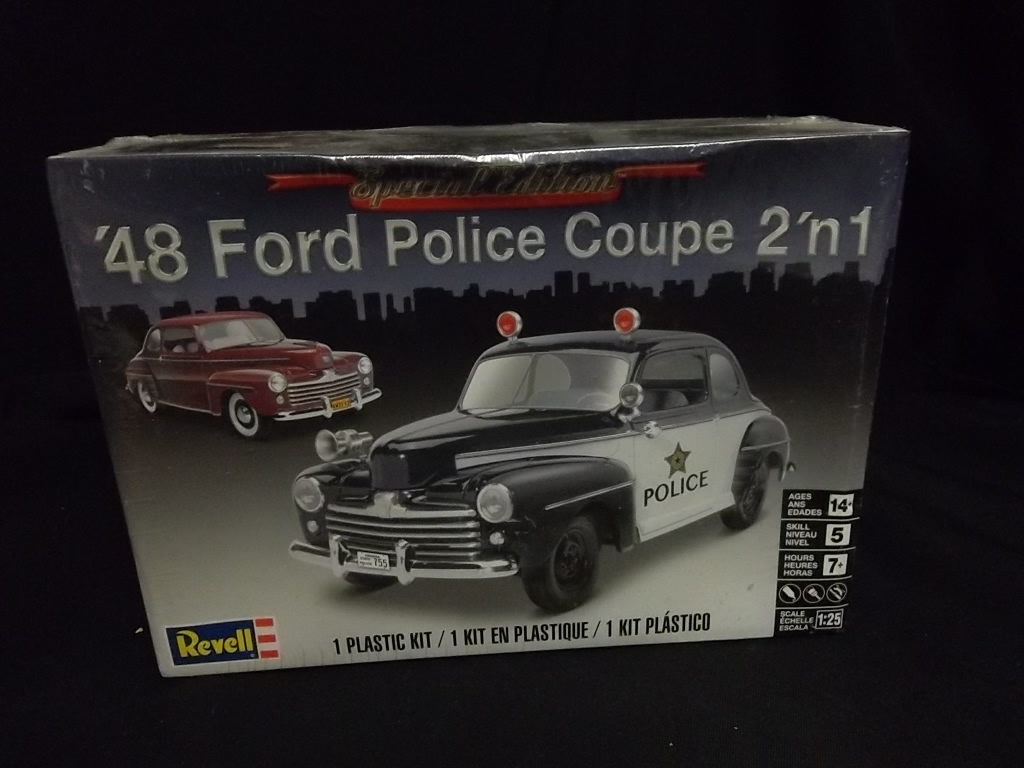 Special Edition
'48 Ford Police Coupe 2'n1
POLICE
755
AGES
ANS
EDADES
14+
SKILL
NIVEAU
NIVEL
5
HOURS
HEURES
HORAS
7+
SCALE
ÉCHELLE
ESCALA
1:25
Revell
1 PLASTIC KIT / 1 KIT EN PLASTIQUE / 1 KIT PLÁSTICO